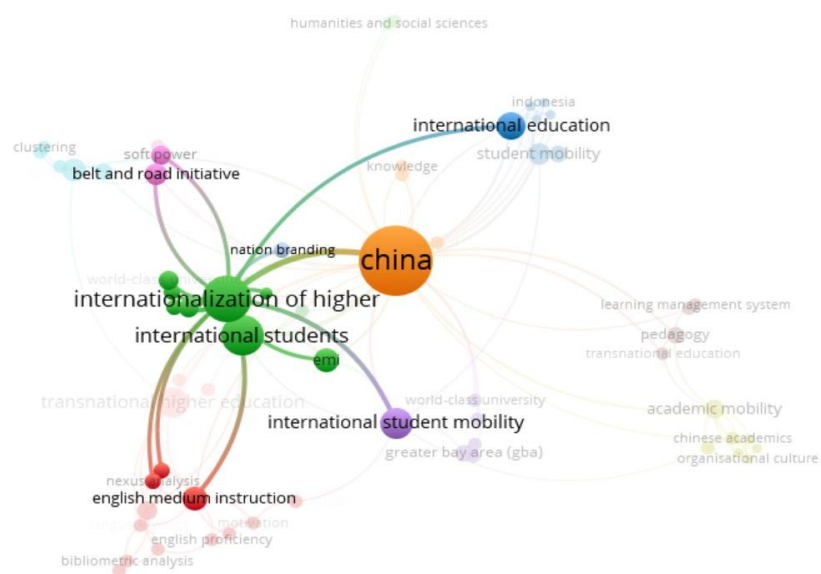 humanities and social sciences
indonesia
international education
clustering
soft power
student mobility
knowledge
belt and road initiative
nation branding
china
world-class university
internationalization of higher
learning management system
international students
pedagogy
transnational education
emi
transnational higher education
world-class-university
academic mobility
international student mobility
chinese academics
greater bay area (gba)
organisational culture
nexus analysis
english medium instruction
motivation
english proficiency
bibliometric analysis